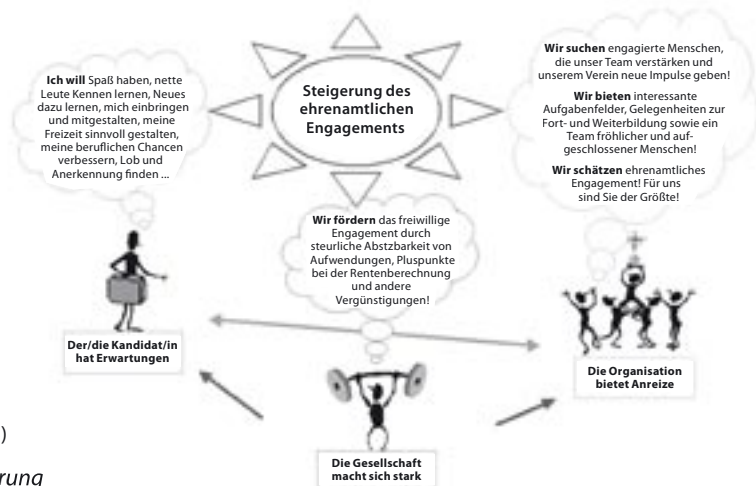 Steigerung des
ehrenamtlichen
Engagements
Ich will Spaß haben, nette
Leute Kennen lernen, Neues
dazu lernen, mich einbringen
und mitgestalten, meine
Freizeit sinnvoll gestalten,
meine beruflichen Chancen
verbessern, Lob und
Anerkennung finden ...
Wir suchen engagierte Menschen,
die unser Team verstärken und
unserem Verein neue Impulse geben!
Wir bieten interessante
Aufgabenfelder, Gelegenheiten zur
Fort- und Weiterbildung sowie ein
Team fröhlicher und auf-
geschlossener Menschen!
Wir schätzen ehrenamtliches
Engagement! Für uns
sind Sie der Größte!
Wir fördern das freiwillige
Engagement durch
steurliche Abstzbarkeit von
Aufwendungen, Pluspunkte
bei der Rentenberechnung
und andere
Vergünstigungen!
Der/die Kandidat/in
hat Erwartungen
Die Organisation
bietet Anreize
Die Gesellschaft
macht sich stark
)
rung